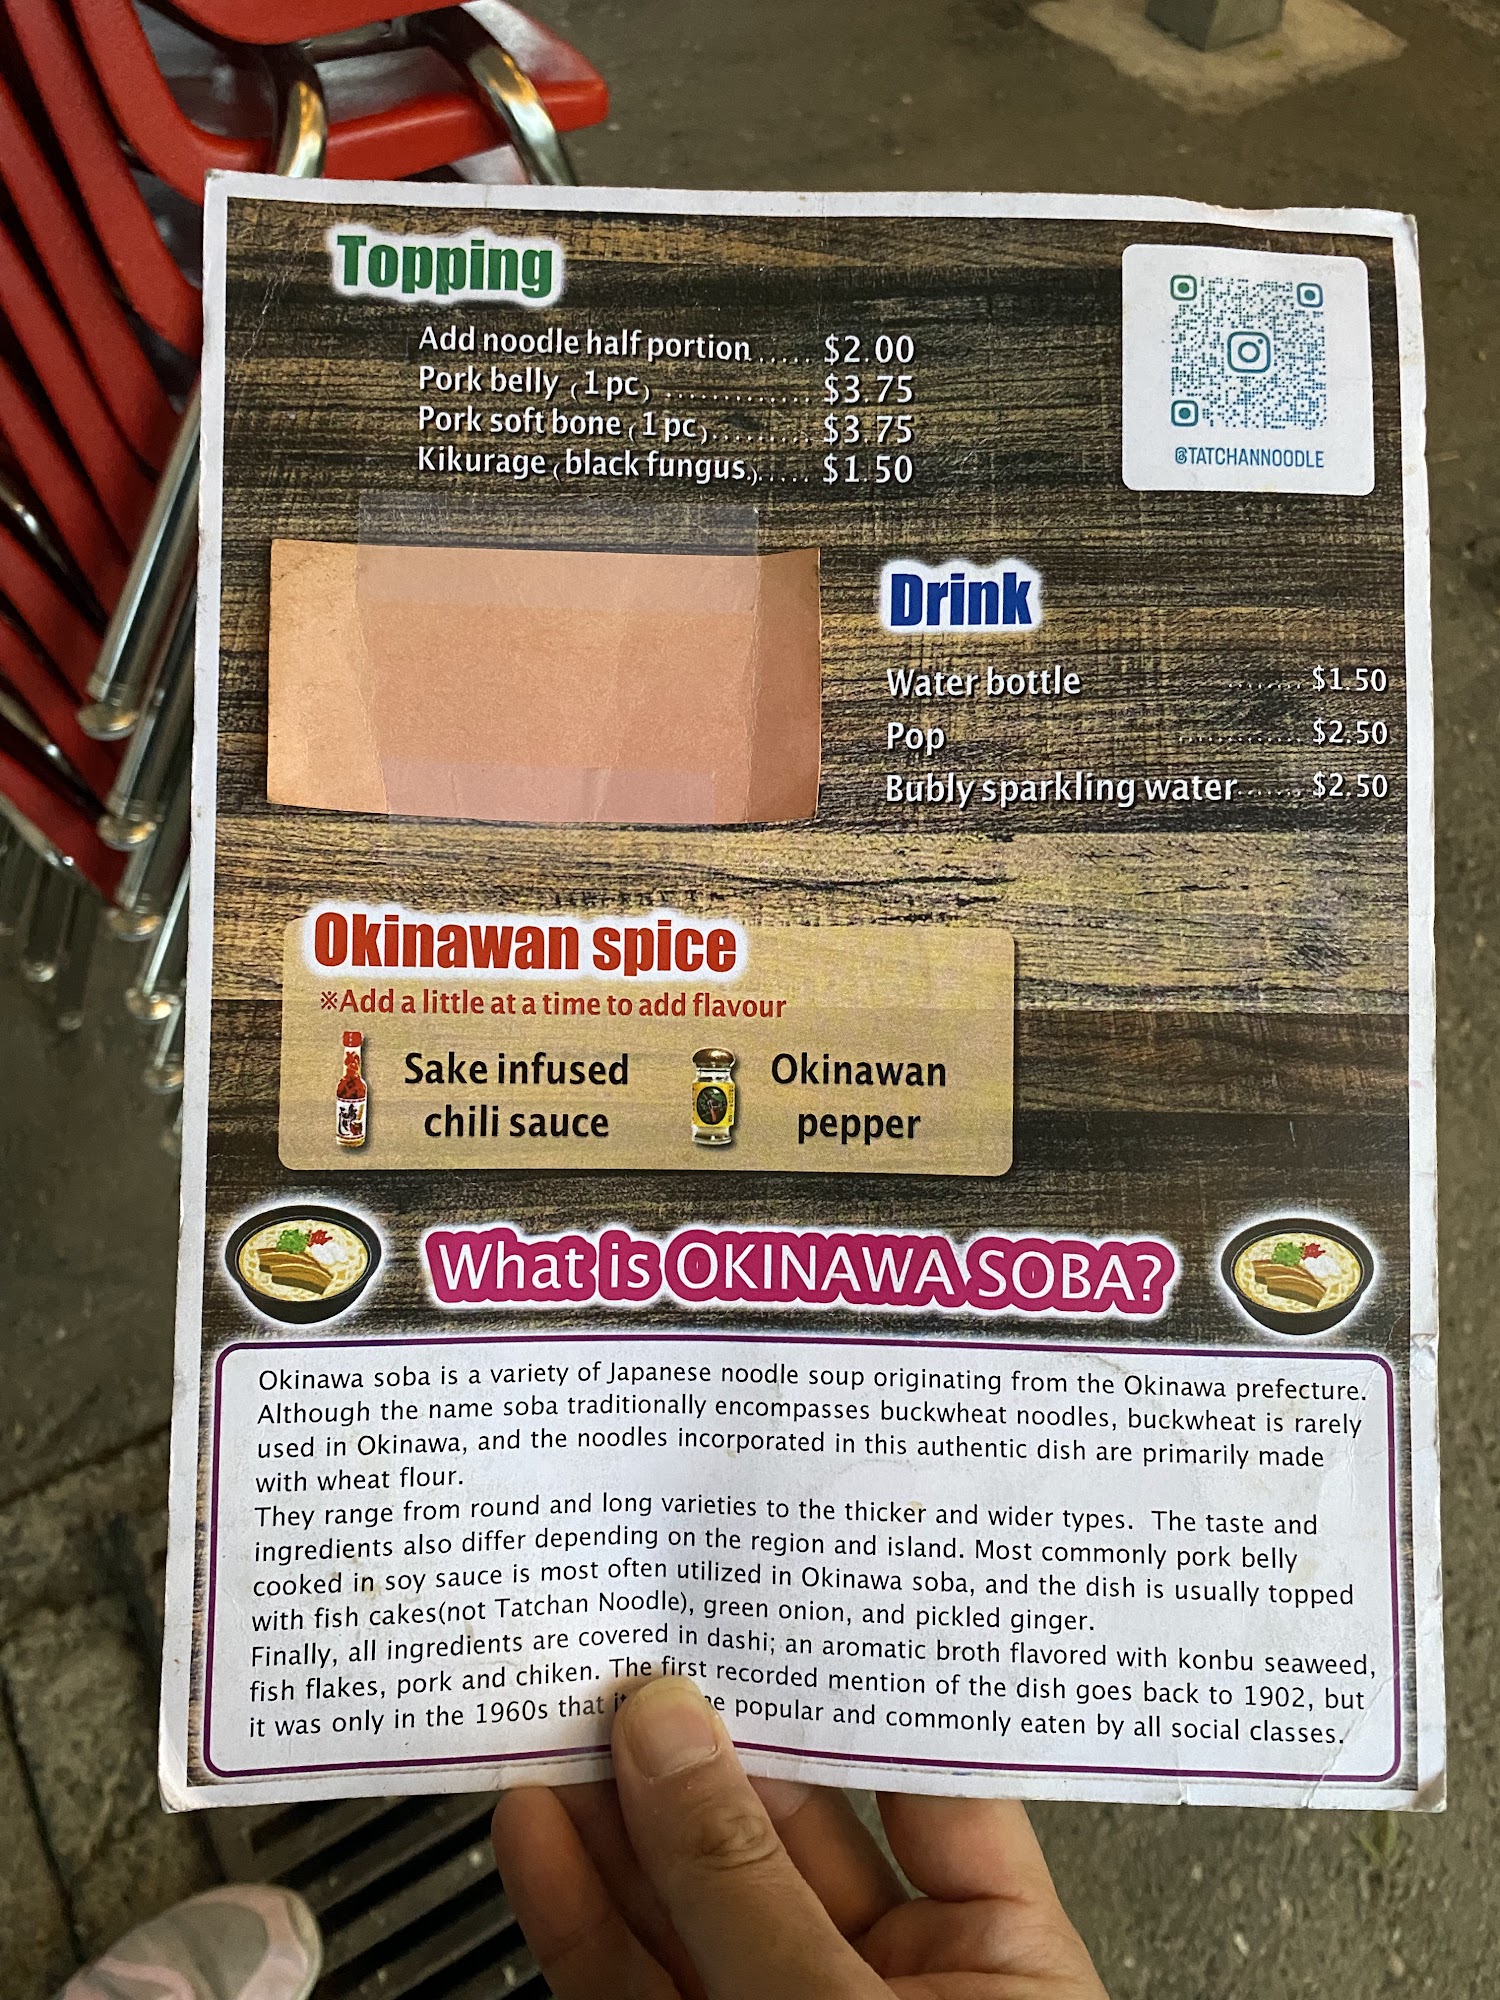 Topping
Add noodle half portion ..... $2.00
Pork belly (1pc) ............. $3.75
Pork soft bone (1pc)......... $3.75
Kikurage (black fungus.)..... $1.50
@TATCHANNOODLE
Drink
Water bottle ........ $1.50
Pop ............. $2.50
Bubly sparkling water....... $2.50
Okinawan spice
※Add a little at a time to add flavour
Sake infused
chili sauce
Okinawan
pepper
What is OKINAWA SOBA?
Okinawa soba is a variety of Japanese noodle soup originating from the Okinawa prefecture.
Although the name soba traditionally encompasses buckwheat noodles, buckwheat is rarely
used in Okinawa, and the noodles incorporated in this authentic dish are primarily made
with wheat flour.
They range from round and long varieties to the thicker and wider types. The taste and
ingredients also differ depending on the region and island. Most commonly pork belly
cooked in soy sauce is most often utilized in Okinawa soba, and the dish is usually topped
with fish cakes(not Tatchan Noodle), green onion, and pickled ginger.
Finally, all ingredients are covered in dashi; an aromatic broth flavored with konbu seaweed,
fish flakes, pork and chiken. The first recorded mention of the dish goes back to 1902, but
it was only in the 1960s that popular and commonly eaten by all social classes.